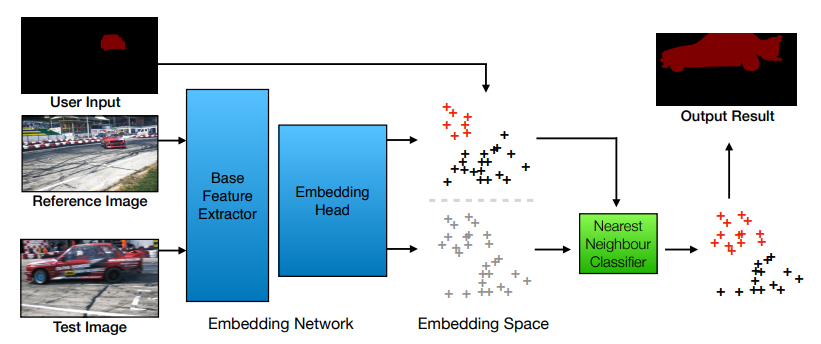 User Input
Reference Image
Test Image
Base
Feature
Extractor
Embedding
Head
Embedding Network
Embedding Space
Nearest
Neighbour
Classifier
Output Result